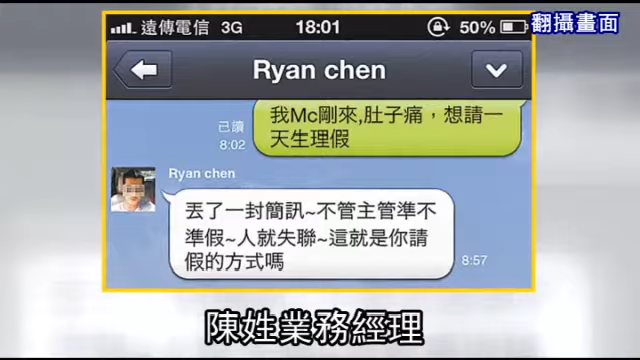 遠傳電信 3G 18:01 50%
翻攝畫面
Ryan chen
我Mc剛來,肚子痛，想請一
天生理假
已讀
8:02
Ryan chen
丟了一封簡訊~不管主管準不
準假~人就失聯~這就是你請
假的方式嗎
8:57
陳姓業務經理